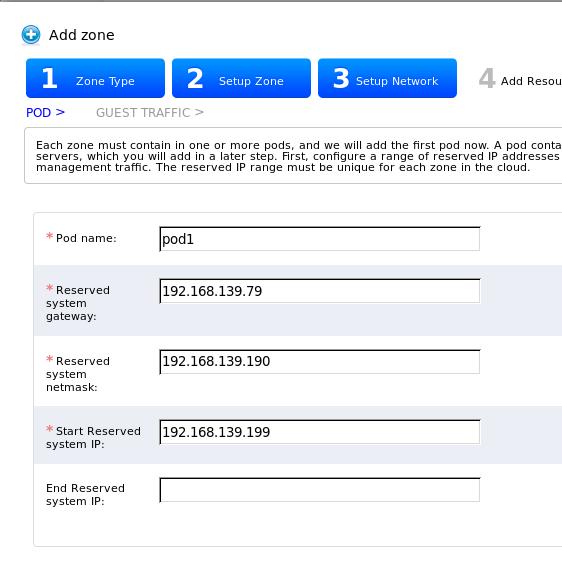 Add zone
1 Zone Type 2 Setup Zone 3 Setup Network 4 Add Resou
POD > GUEST TRAFFIC >
Each zone must contain in one or more pods, and we will add the first pod now. A pod conta
servers, which you will add in a later step. First, configure a range of reserved IP addresses
management traffic. The reserved IP range must be unique for each zone in the cloud.
* Pod name: pod1
* Reserved
system
gateway:
192.168.139.79
* Reserved
system
netmask:
192.168.139.190
* Start Reserved
system IP:
192.168.139.199
End Reserved
system IP: